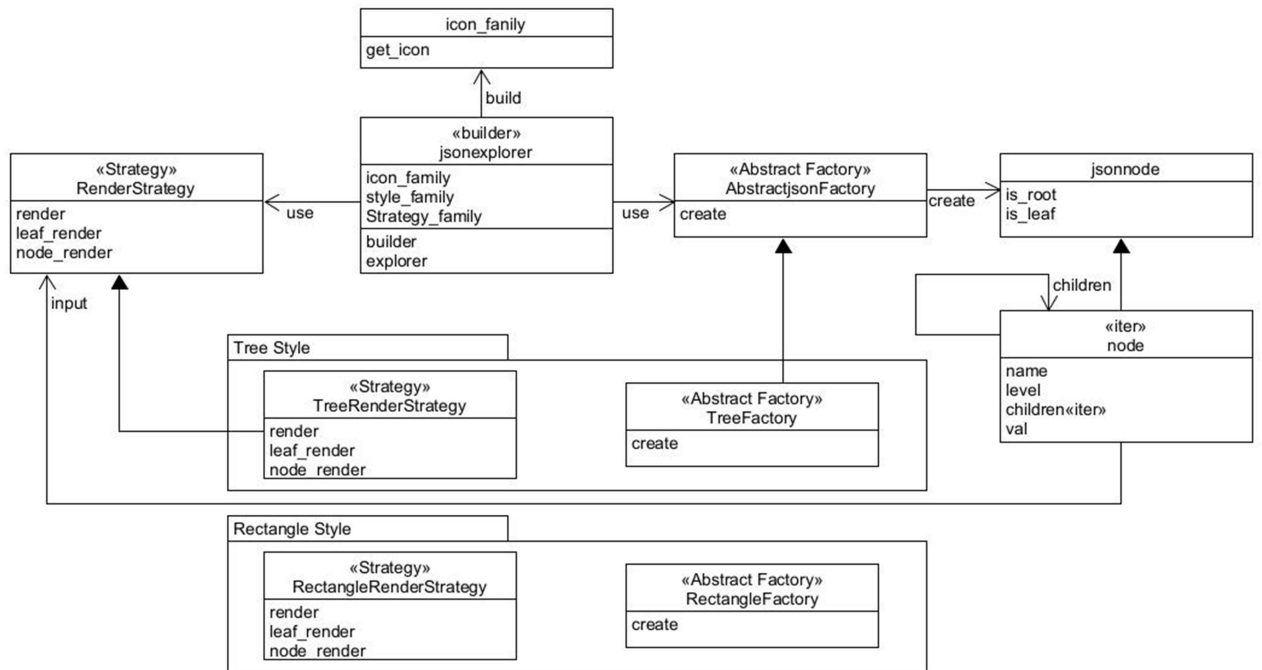 icon_fanily
get_icon
build
«builder»
jsonexplorer
icon_family
style_family
Strategy_family
builder
explorer
«Strategy»
RenderStrategy
render
leaf_render
node_render
use
use
«Abstract Factory»
AbstractjsonFactory
create
create
jsonnode
is_root
is_leaf
input
children
«iter»
node
name
level
children«iter»
val
Tree Style
«Strategy»
TreeRenderStrategy
render
leaf_render
node_render
«Abstract Factory»
TreeFactory
create
Rectangle Style
«Strategy»
RectangleRenderStrategy
render
leaf_render
node_render
«Abstract Factory»
RectangleFactory
create